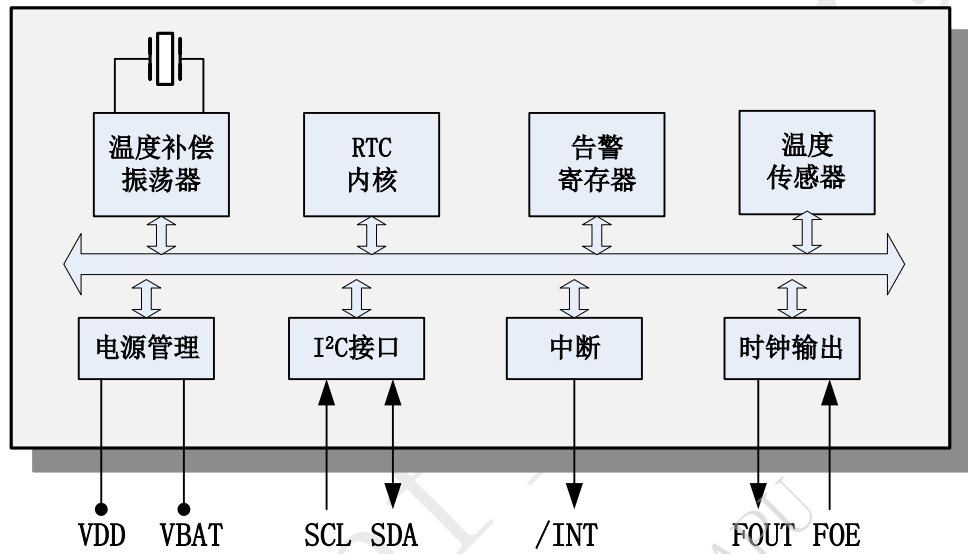 温度补偿
振荡器
RTC
内核
告警
寄存器
温度
传感器
电源管理
I²C接口
中断
时钟输出
VDD VBAT SCL SDA /INT FOUT FOE